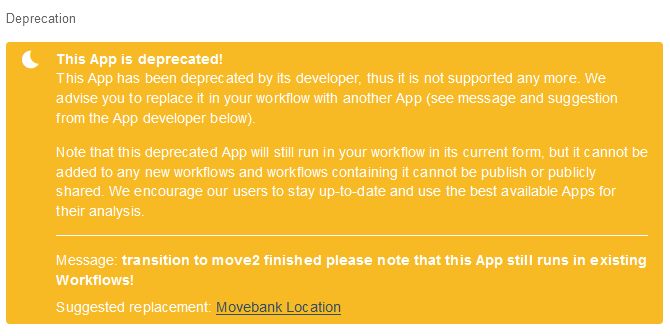 Deprecation
This App is deprecated!
This App has been deprecated by its developer, thus it is not supported any more. We
advise you to replace it in your workflow with another App (see message and suggestion
from the App developer below).
Note that this deprecated App will still run in your workflow in its current form, but it cannot be
added to any new workflows and workflows containing it cannot be publish or publicly
shared. We encourage our users to stay up-to-date and use the best available Apps for
their analysis.
Message: transition to move2 finished please note that this App still runs in existing
Workflows!
Suggested replacement: Movebank Location